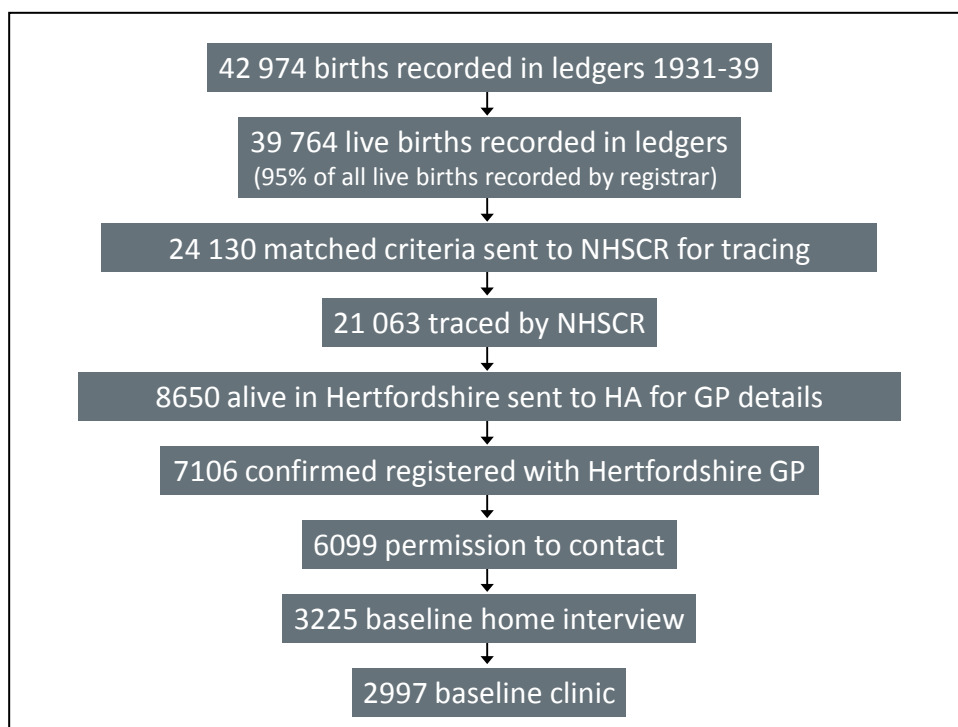 42 974 births recorded in ledgers 1931-39
39 764 live births recorded in ledgers
(95% of all live births recorded by registrar)
24 130 matched criteria sent to NHSCR for tracing
21 063 traced by NHSCR
8650 alive in Hertfordshire sent to HA for GP details
7106 confirmed registered with Hertfordshire GP
6099 permission to contact
3225 baseline home interview
2997 baseline clinic